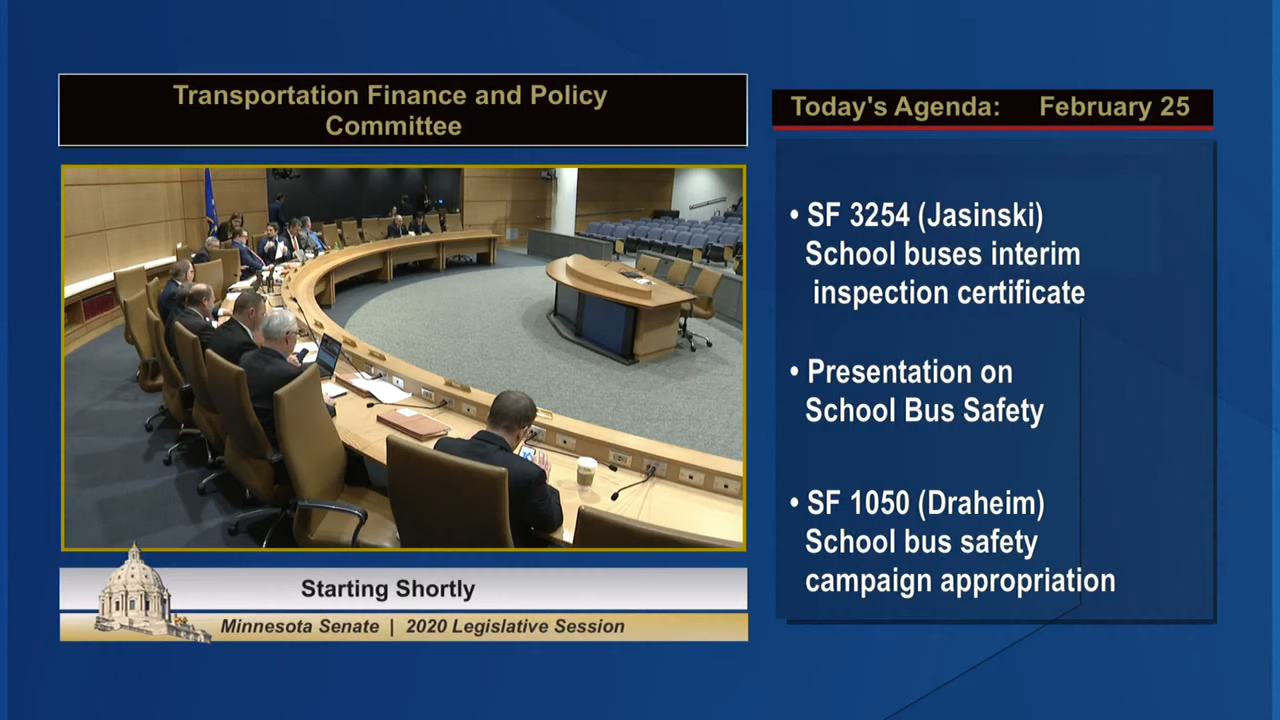 Transportation Finance and Policy
Committee
Today's Agenda: February 25
• SF 3254 (Jasinski)
School buses interim
inspection certificate
• Presentation on
School Bus Safety
• SF 1050 (Draheim)
School bus safety
campaign appropriation
Starting Shortly
Minnesota Senate | 2020 Legislative Session